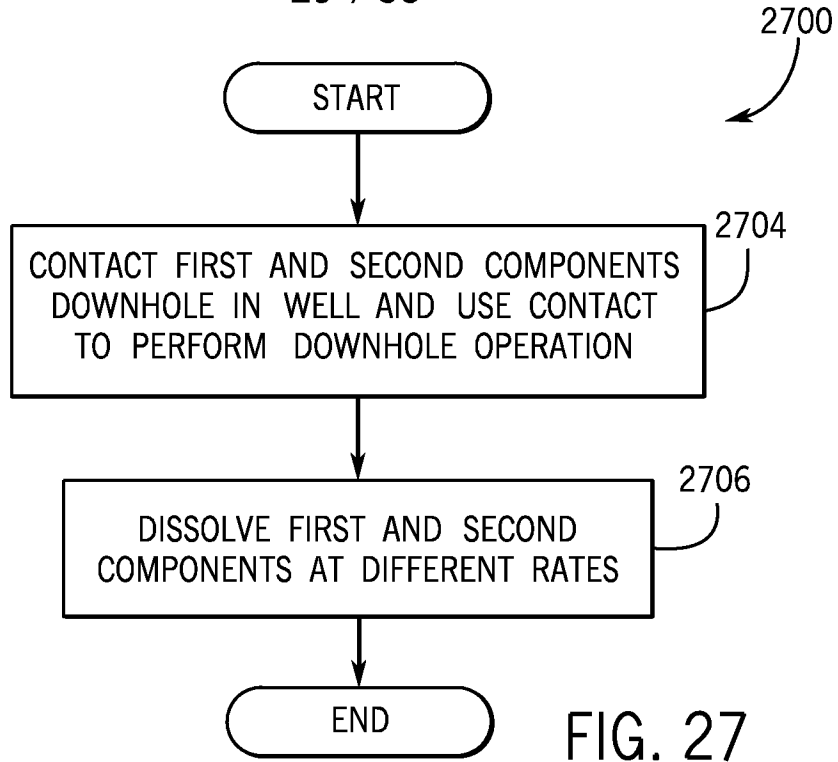 2700
START
2704
CONTACT FIRST AND SECOND COMPONENTS
DOWNHOLE IN WELL AND USE CONTACT
TO PERFORM DOWNHOLE OPERATION
2706
DISSOLVE FIRST AND SECOND
COMPONENTS AT DIFFERENT RATES
END
FIG. 27